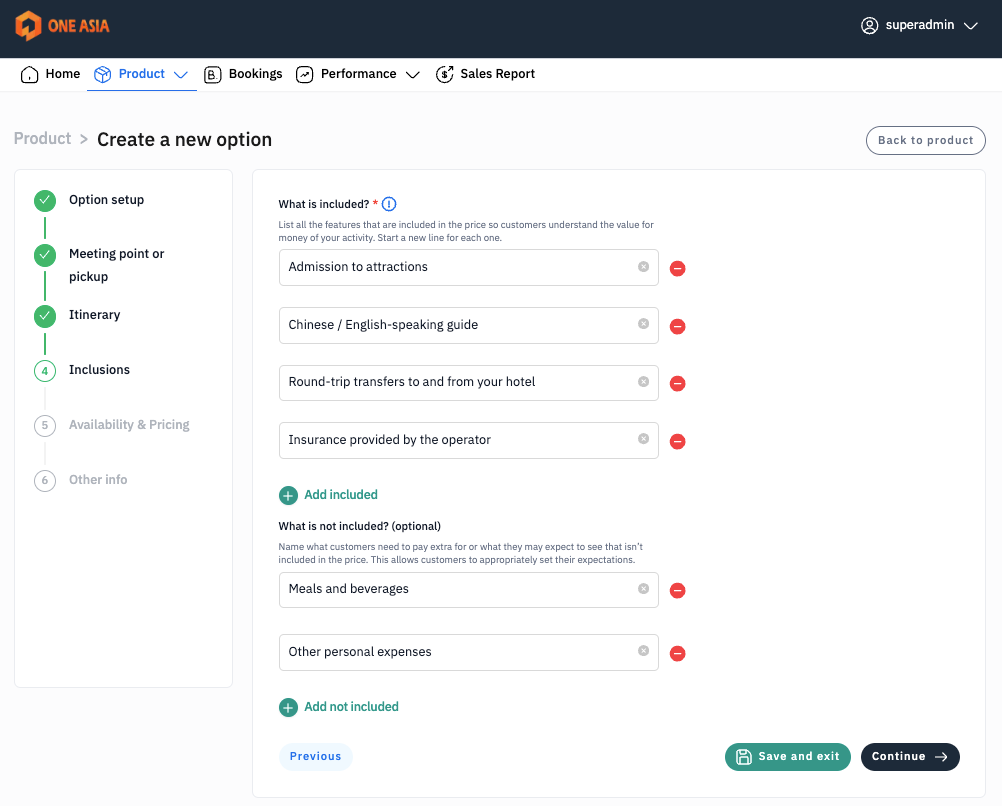 ONE ASIA
superadmin
Home
Product
B.
Bookings
Performance
$
Sales Report
Product > Create a new option
Back to product
Option setup
Meeting point or
pickup
Itinerary
4
Inclusions
5
Availability & Pricing
6
Other info
What is included? *
List all the features that are included in the price so customers understand the value for
money of your activity. Start a new line for each one.
Admission to attractions
Chinese / English-speaking guide
Round-trip transfers to and from your hotel
Insurance provided by the operator
Add included
What is not included? (optional)
Name what customers need to pay extra for or what they may expect to see that isn't
included in the price. This allows customers to appropriately set their expectations.
Meals and beverages
Other personal expenses
Add not included
Previous
Save and exit
Continue